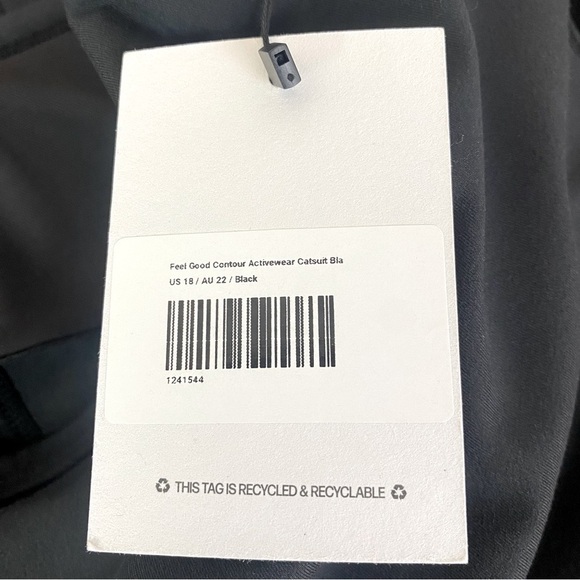 Feel Good Contour Activewear Catsuit Bla
US 18 / AU 22 / Black
1241544
THIS TAG IS RECYCLED & RECYCLABLE